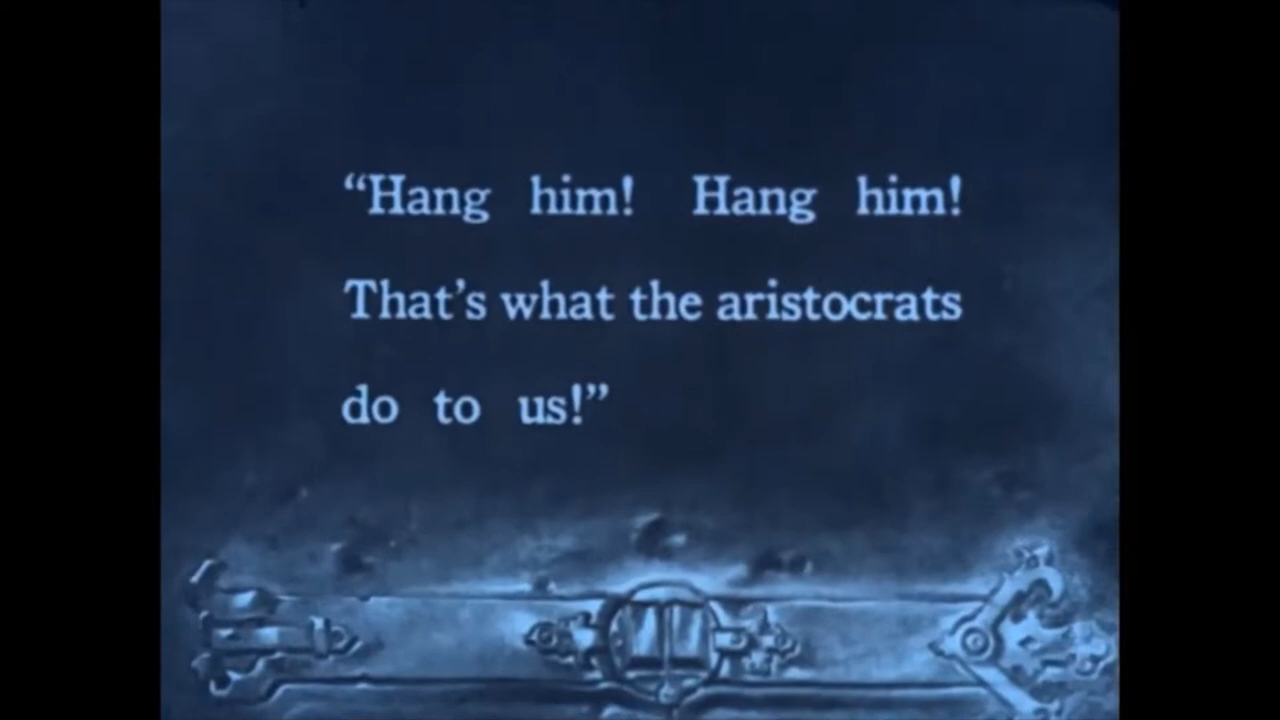 “Hang him! Hang him!
That’s what the aristocrats
do to us!”